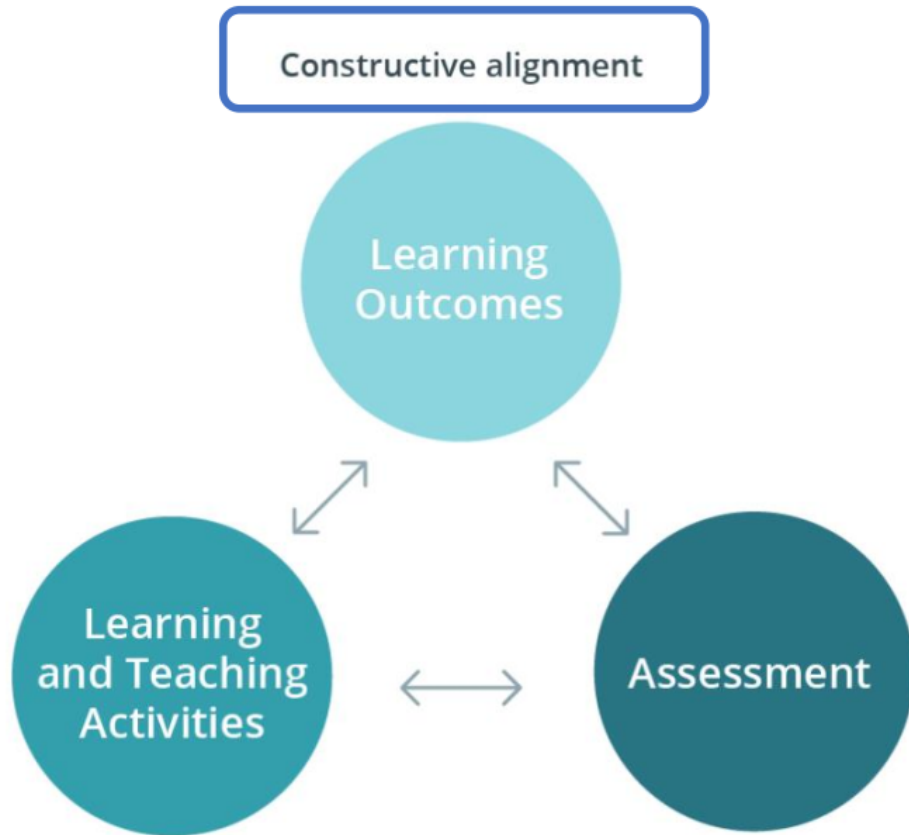 Constructive alignment
Learning
Outcomes
Learning
and Teaching
Activities
Assessment